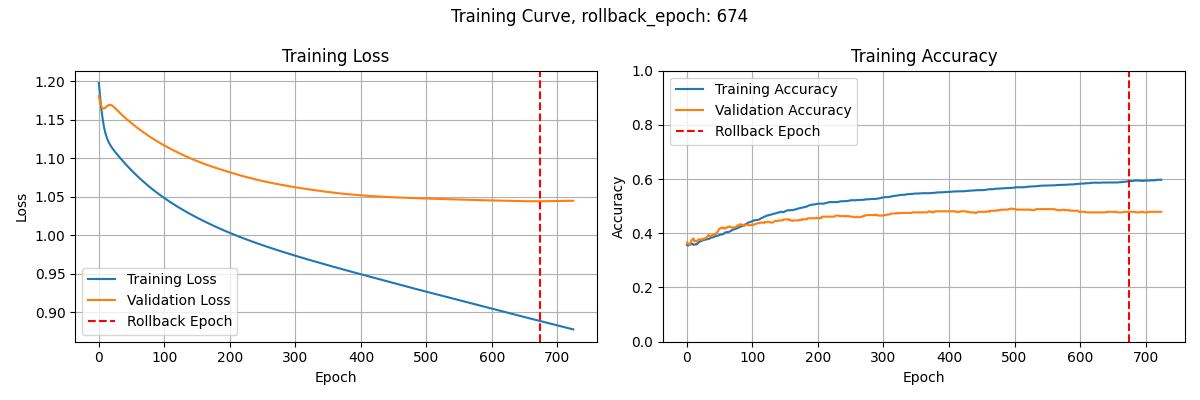 Training Curve, rollback_epoch: 674
Training Loss
Loss
1.20
1.15
1.10
1.05
1.00
0.95
0.90
Training Loss
Validation Loss
Rollback Epoch
0 100 200 300 400 500 600 700
Epoch
Training Accuracy
Accuracy
1.0
0.8
0.6
0.4
0.2
0.0
Training Accuracy
Validation Accuracy
Rollback Epoch
0 100 200 300 400 500 600 700
Epoch